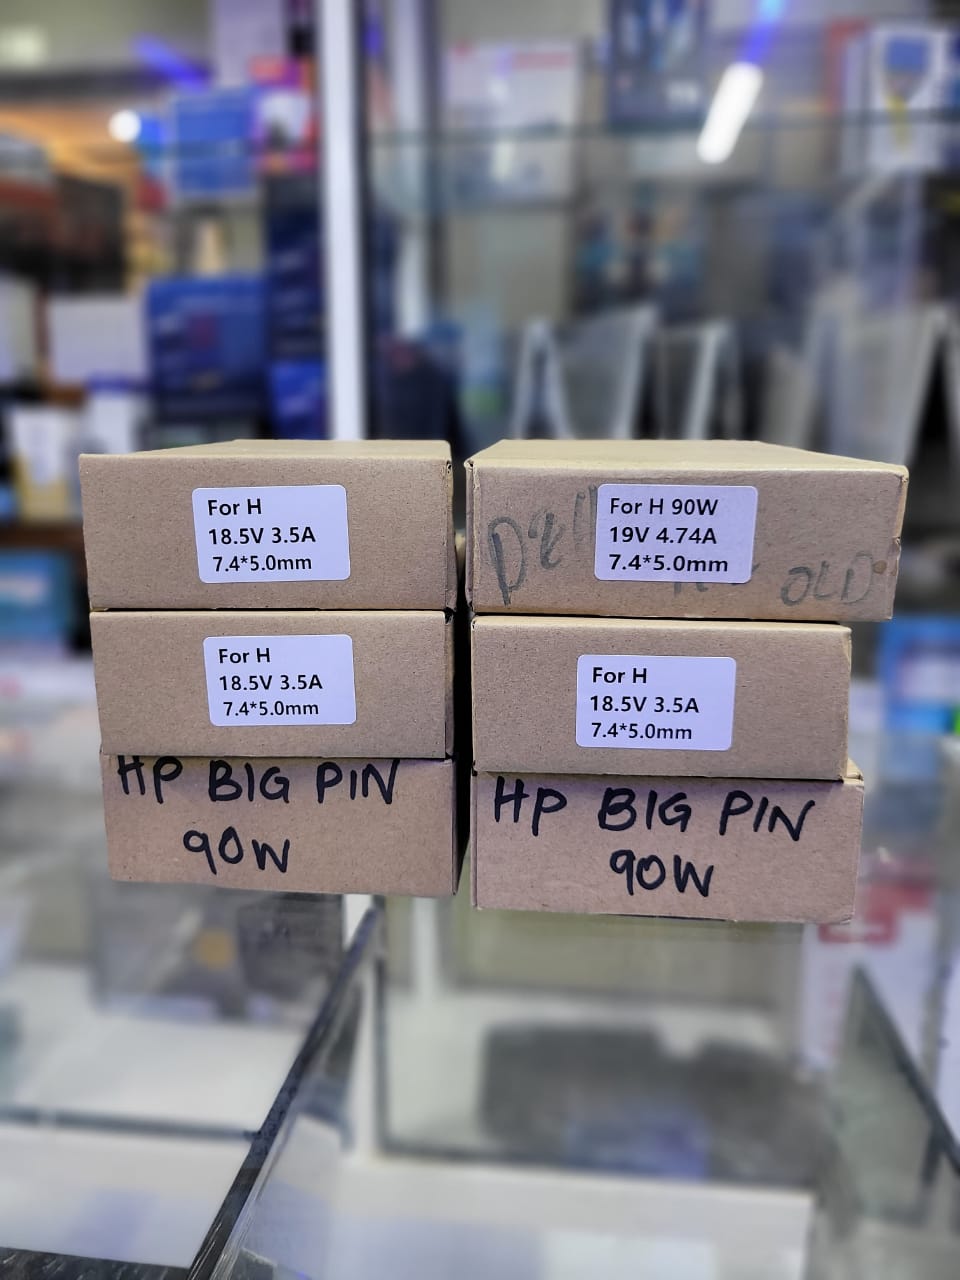 For H
18.5V 3.5A
7.4*5.0mm
For H
18.5V 3.5A
7.4*5.0mm
HP BIG PIN
90W
Dell
For H 90W
19V 4.74A
7.4*5.0mm
OLD
For H
18.5V 3.5A
7.4*5.0mm
HP BIG PIN
90W